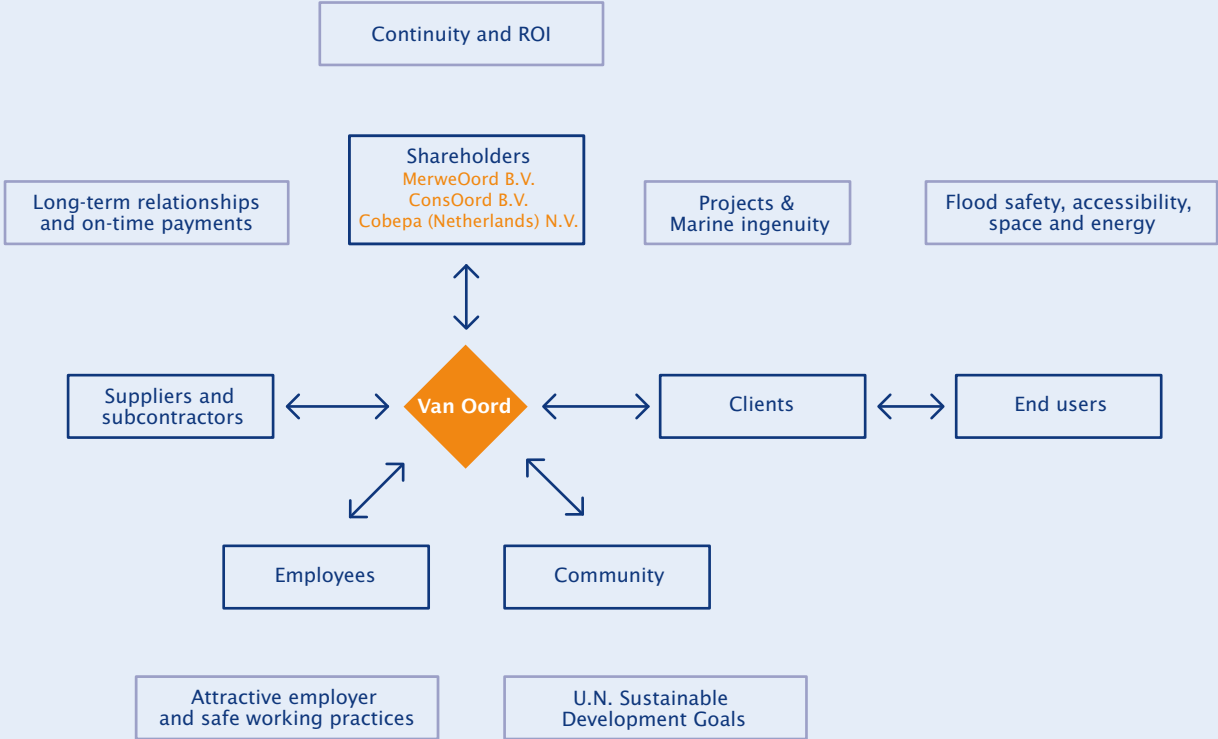 Continuity and ROI
Shareholders
MerweOord B.V.
ConsOord B.V.
Cobepa (Netherlands) N.V.
Long-term relationships
and on-time payments
Projects &
Marine ingenuity
Flood safety, accessibility,
space and energy
Suppliers and
subcontractors
Van Oord
Clients
End users
Employees
Community
Attractive employer
and safe working practices
U.N. Sustainable
Development Goals